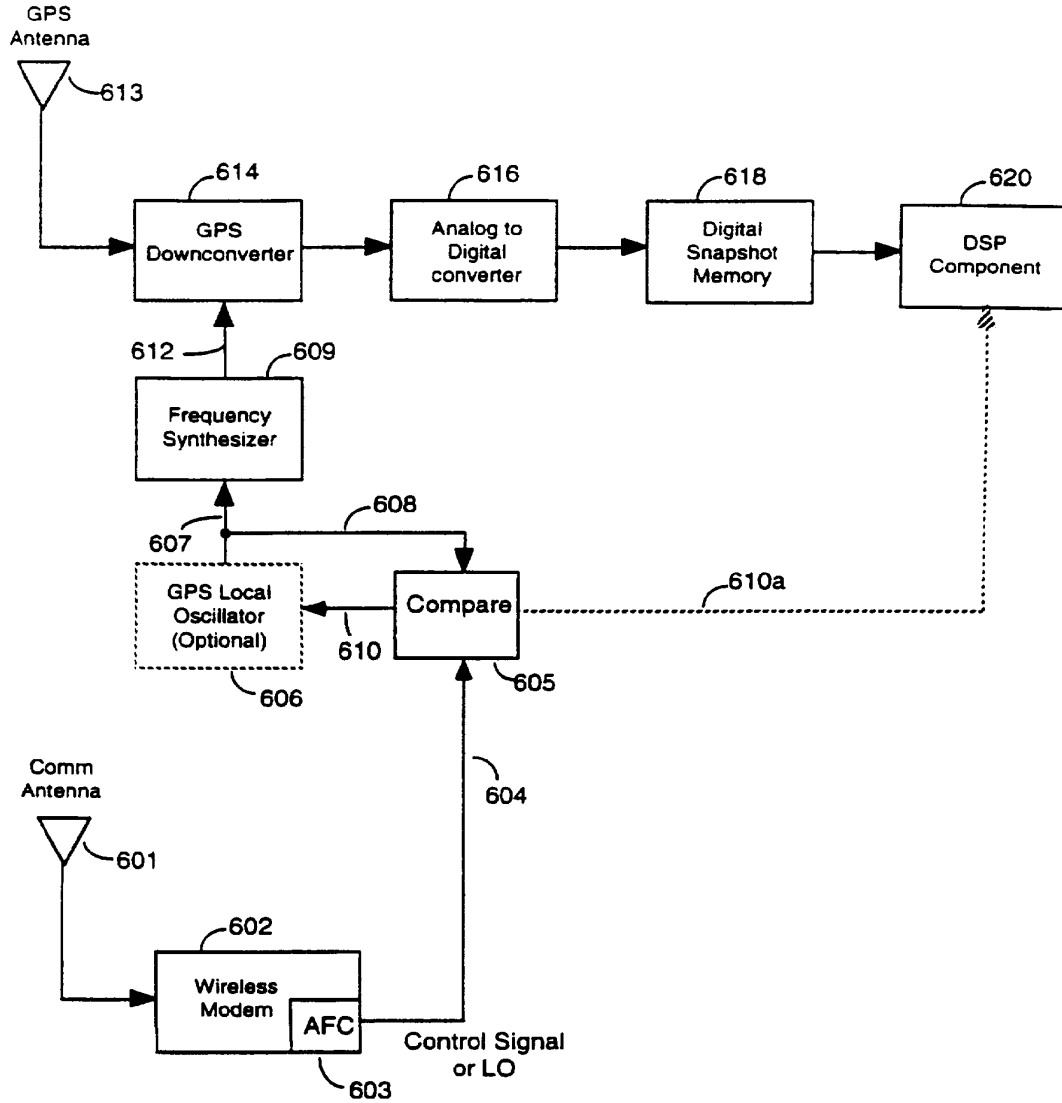 GPS
Antenna
613
614
616
618
620
GPS
Downconverter
Analog to
Digital
converter
Digital
Snapshot
Memory
DSP
Component
612
609
Frequency
Synthesizer
608
607
GPS Local
Oscillator
(Optional)
Compare
610a
610
605
606
Comm
Antenna
604
601
602
Wireless
Modem
AFC
Control Signal
or LO
603